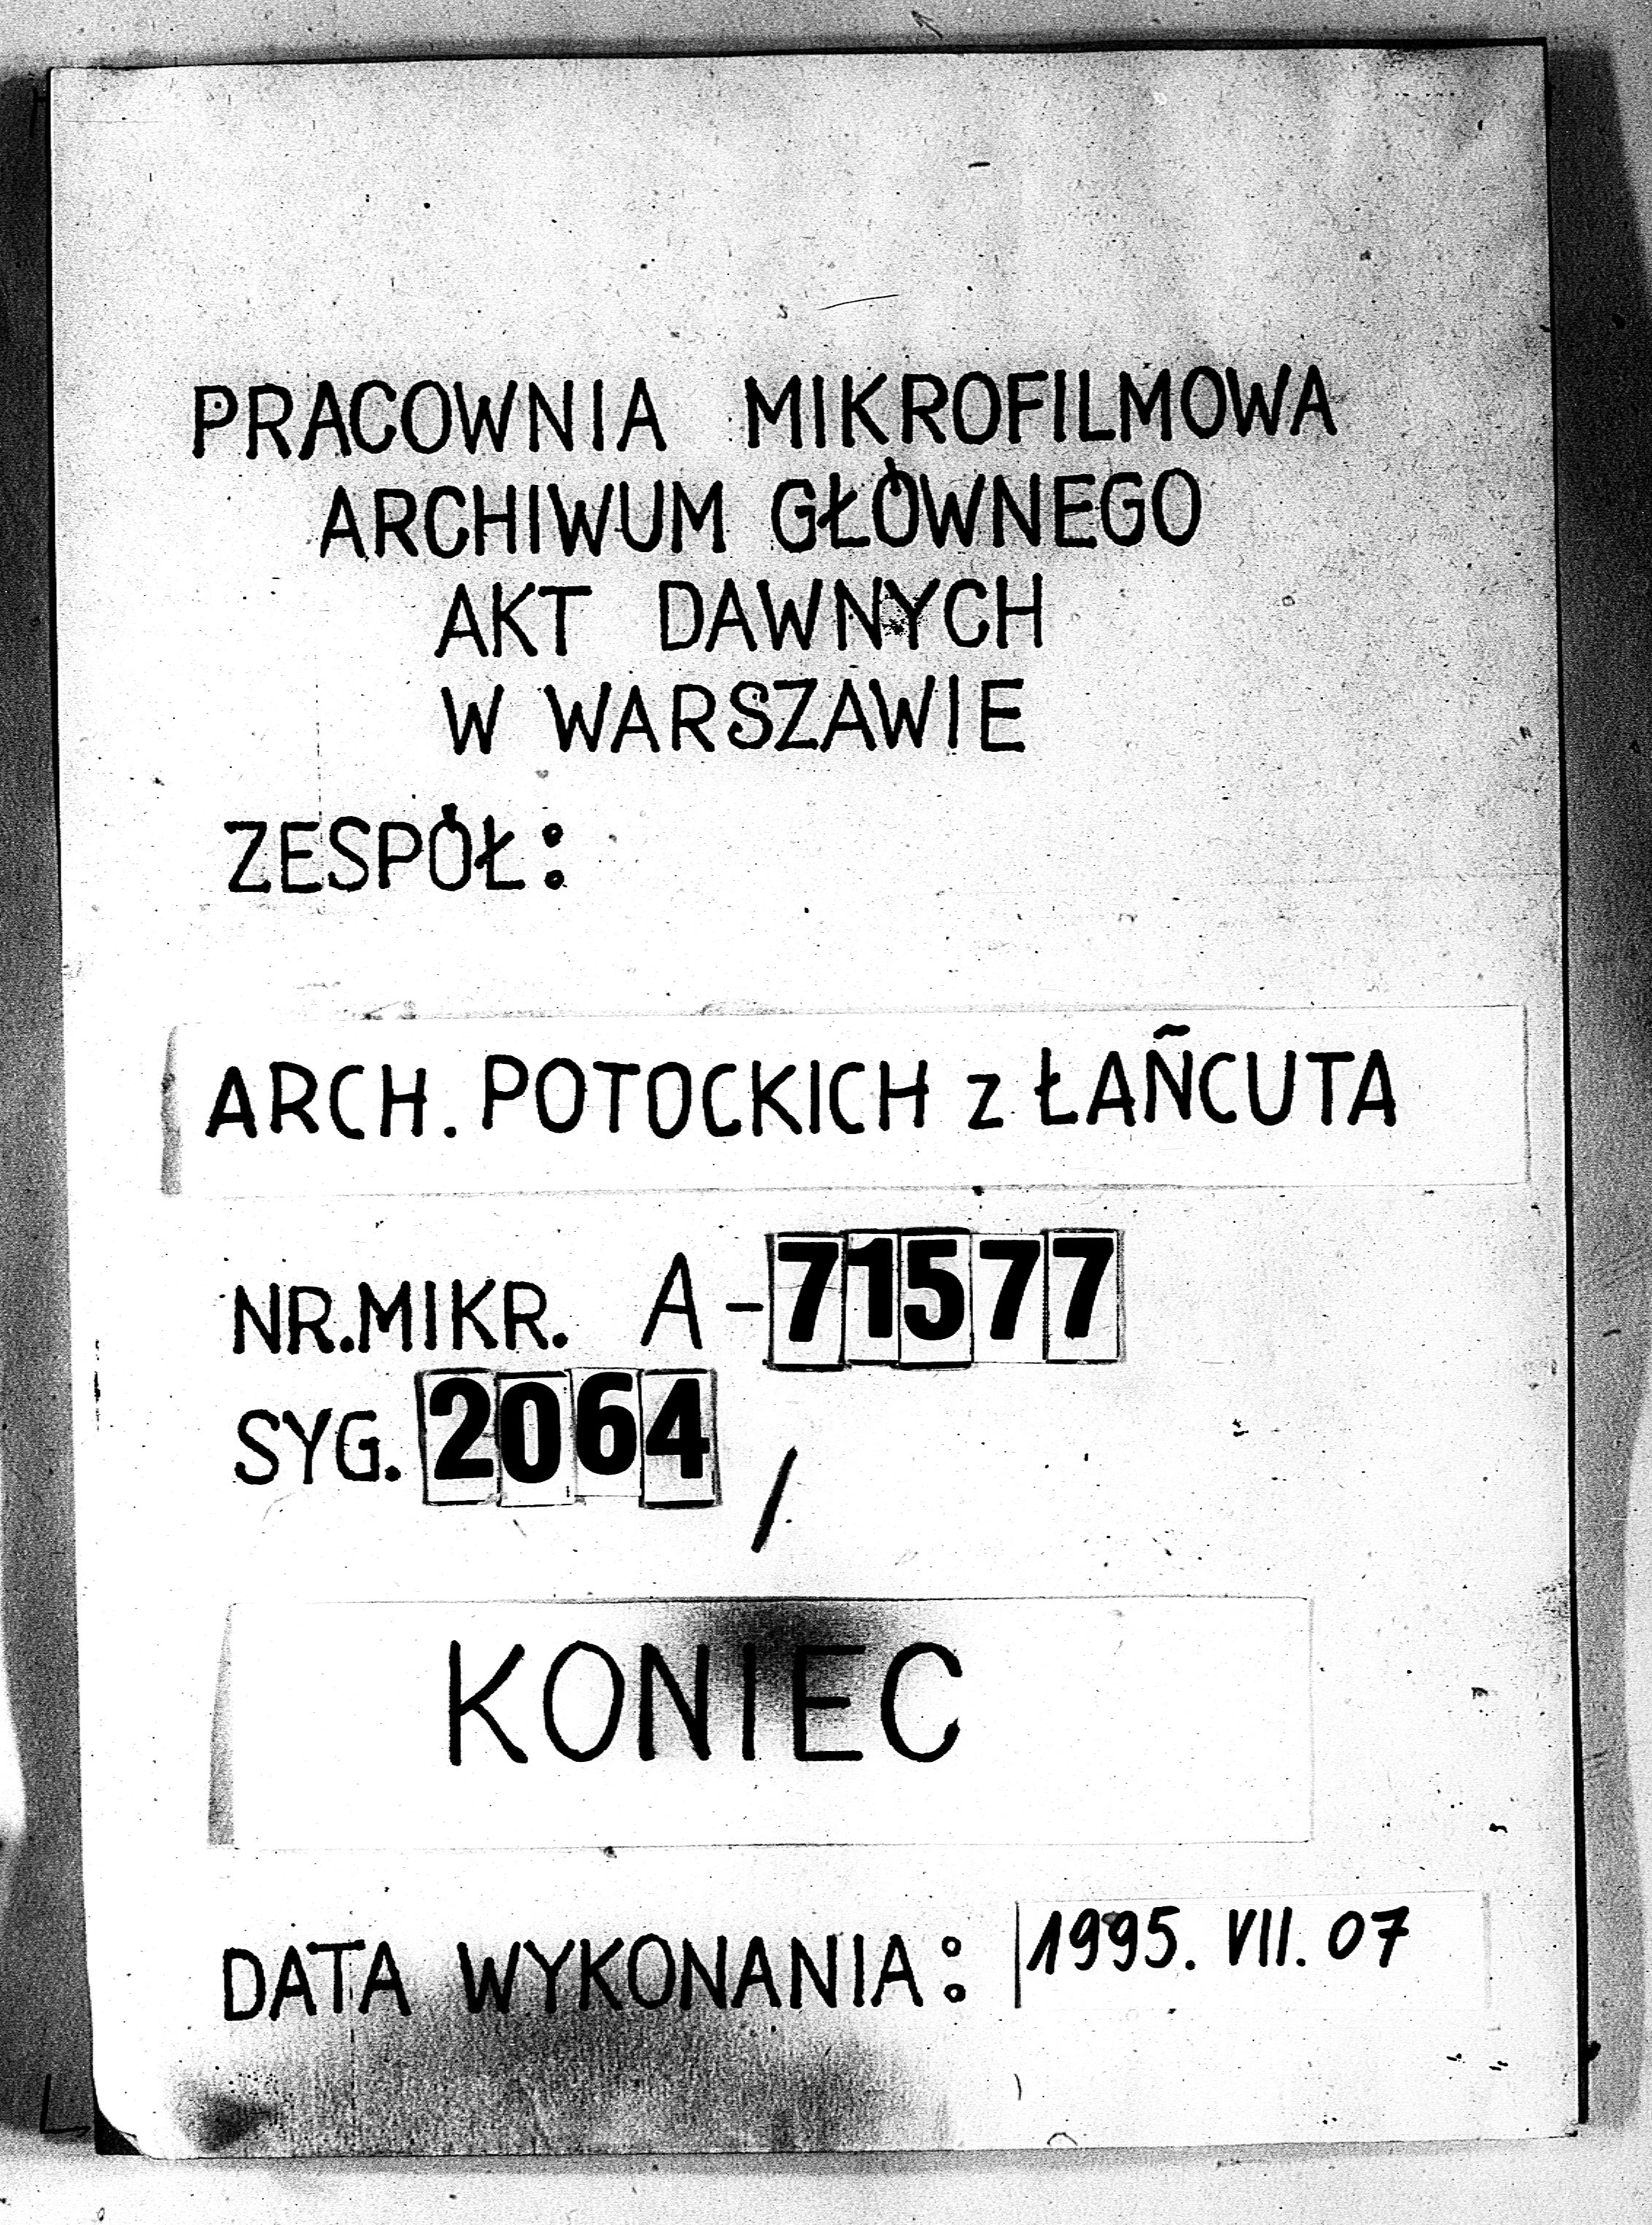 PRACOWNIA MIKROFILMOWA
ARCHIWUM GŁÓWNEGO
AKT DAWNYCH
W WARSZAWIE
ZESPÓŁ:
ARCH. POTOCKICH z ŁAŃCUTA
NR.MIKR. A-71577
SYG. 2064/
KONIEC
DATA WYKONANIA: 1995. VII. 07